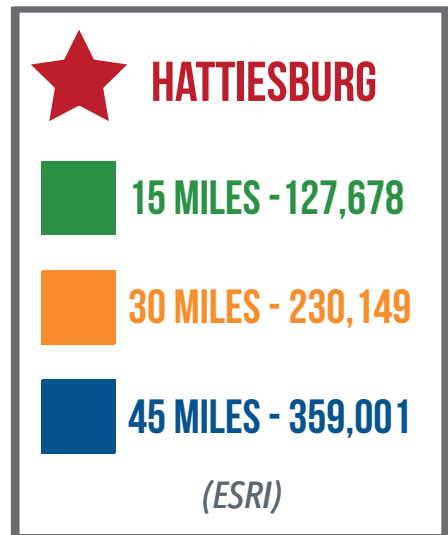 HATTIESBURG
15 MILES -127,678
30 MILES - 230,149
45 MILES - 359,001
(ESRI)